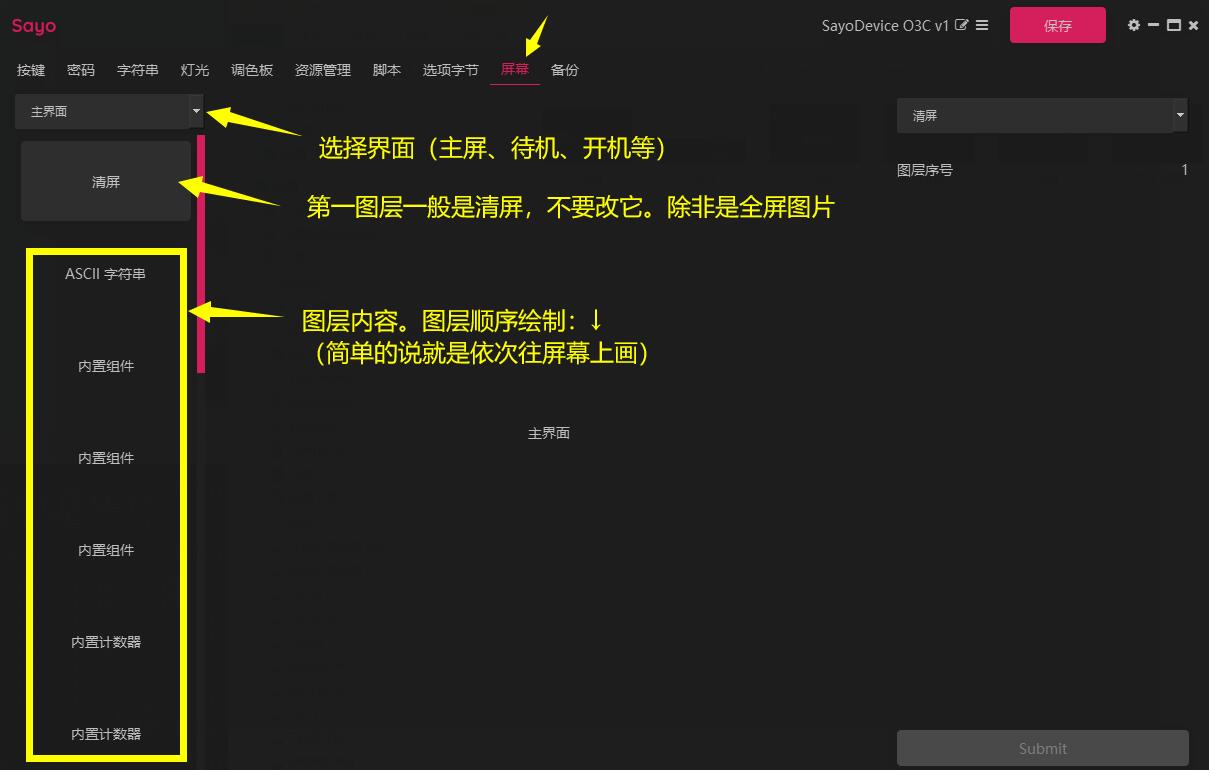 Sayo
SayoDevice O3C v1
保存
按键 密码 字符串 灯光 调色板 资源管理 脚本 选项字节 屏幕 备份
主界面
清屏
选择界面（主屏、待机、开机等）
图层序号 1
清屏
第一图层一般是清屏，不要改它。除非是全屏图片
ASCII 字符串
图层内容。图层顺序绘制：↓
（简单的说就是依次往屏幕上画）
内置组件
主界面
内置组件
内置组件
内置计数器
内置计数器
Submit